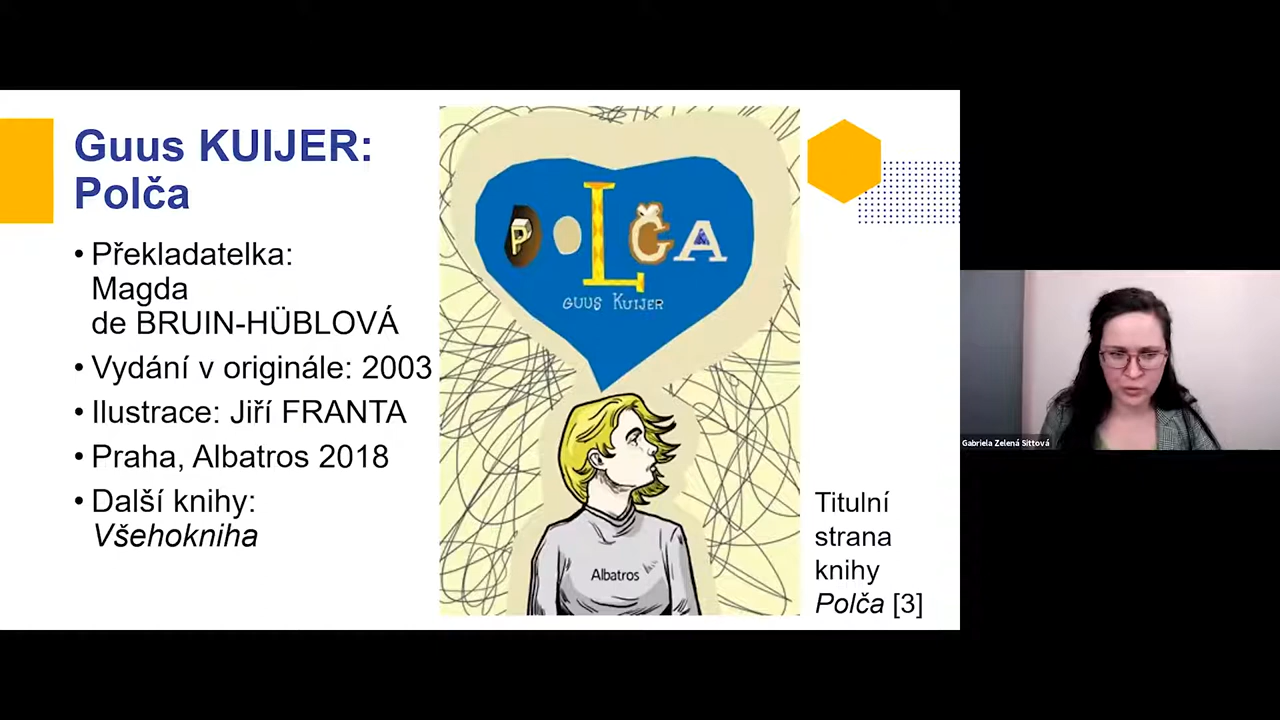 Guus KUIJER:
Polča
• Překladatelka:
Magda
de BRUIN-HÜBLOVÁ
• Vydání v originále: 2003
• Ilustrace: Jiří FRANTA
• Praha, Albatros 2018
• Další knihy:
Všehokniha
POLČA
GUUS KUIJER
Albatros
Titulní
strana
knihy
Polča [3]
Gabriela Zelená Sittová